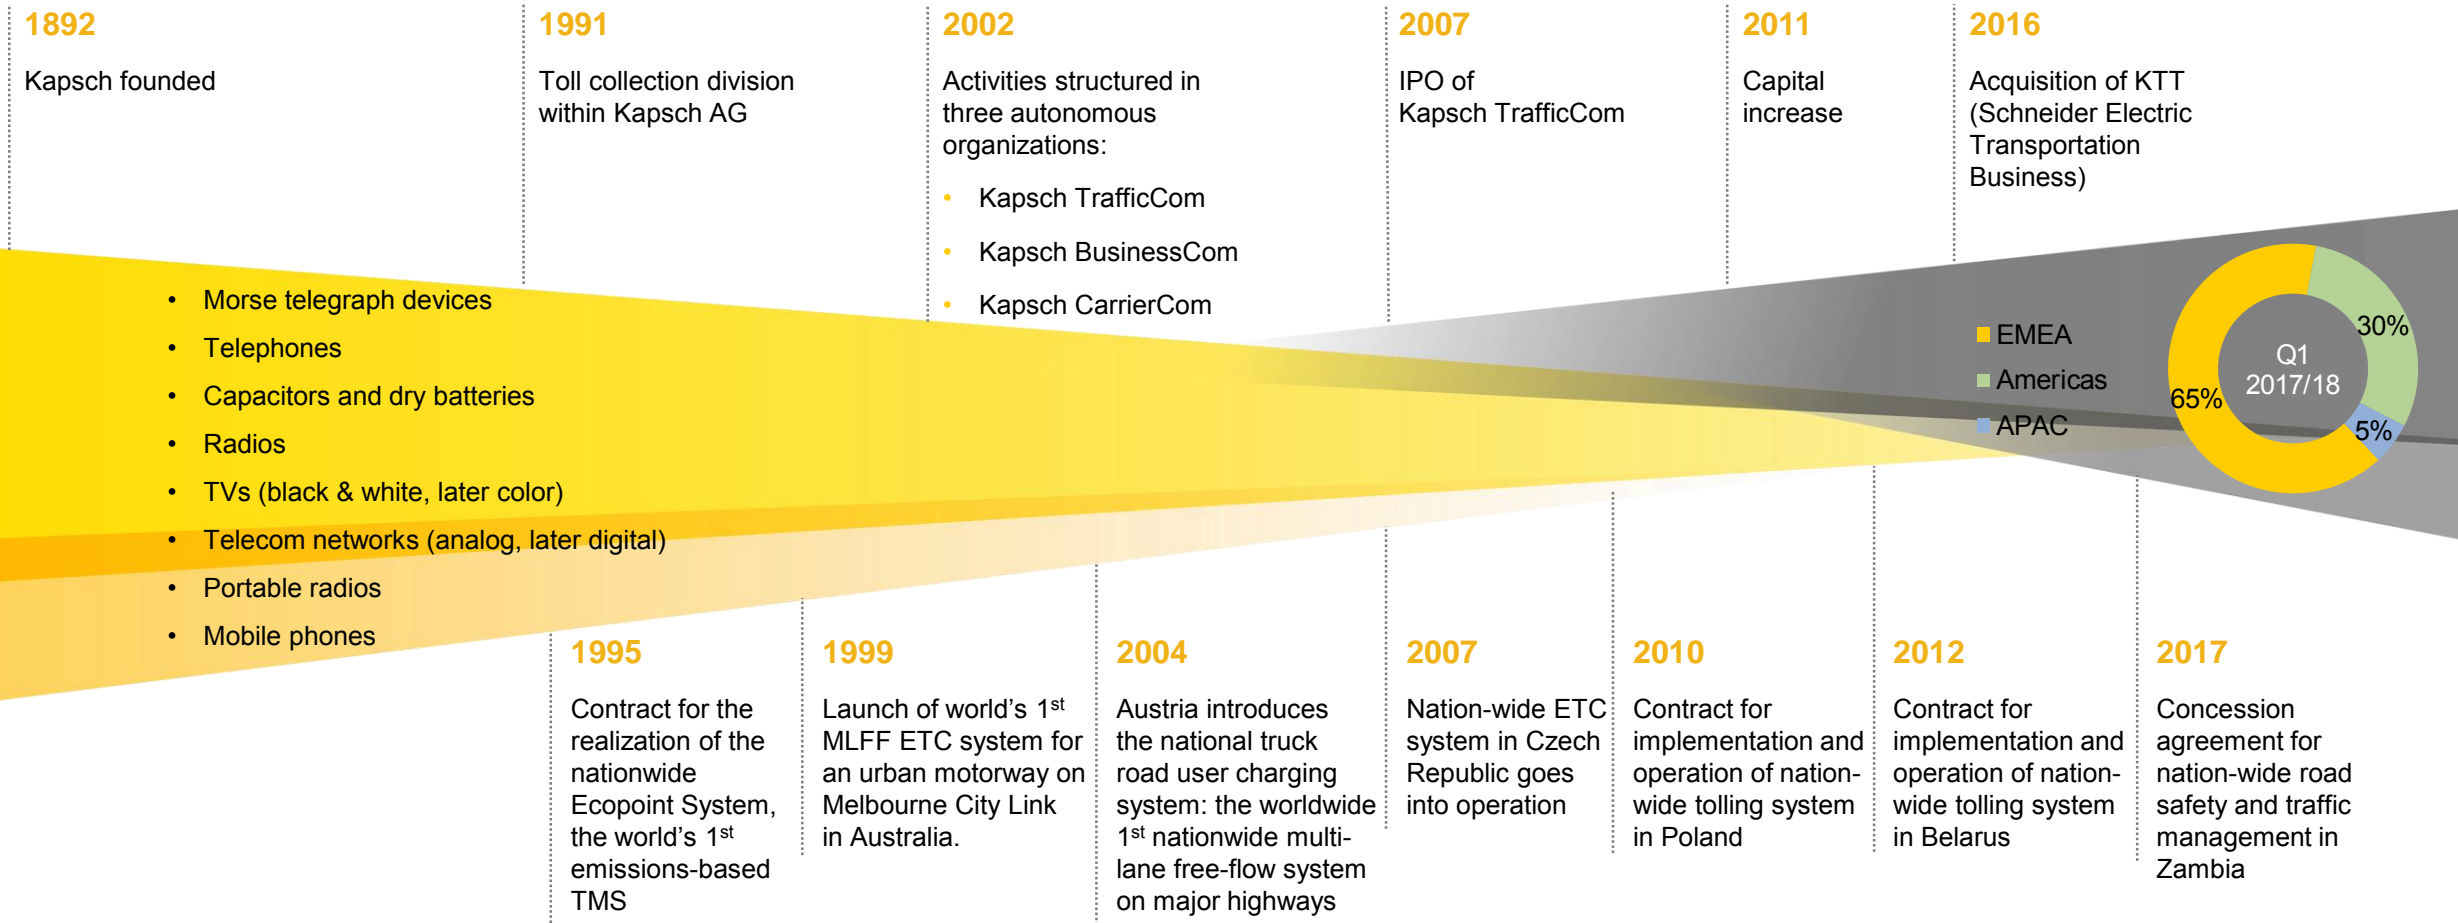 1892
Kapsch founded
1991
Toll collection division
within Kapsch AG
2002
Activities structured in
three autonomous
organizations:
• Kapsch TrafficCom
• Kapsch BusinessCom
• Kapsch CarrierCom
2007
IPO of
Kapsch TrafficCom
2011
Capital
increase
2016
Acquisition of KTT
(Schneider Electric
Transportation
Business)
• Morse telegraph devices
• Telephones
• Capacitors and dry batteries
• Radios
• TVs (black & white, later color)
• Telecom networks (analog, later digital)
• Portable radios
• Mobile phones
EMEA
Americas
APAC
30%
65%
5%
Q1
2017/18
1995
Contract for the
realization of the
nationwide
Ecopoint System,
the world’s 1st
emissions-based
TMS
1999
Launch of world’s 1st
MLFF ETC system for
an urban motorway on
Melbourne City Link
in Australia.
2004
Austria introduces
the national truck
road user charging
system: the worldwide
1st nationwide multi-
lane free-flow system
on major highways
2007
Nation-wide ETC
system in Czech
Republic goes
into operation
2010
Contract for
implementation and
operation of nation-
wide tolling system
in Poland
2012
Contract for
implementation and
operation of nation-
wide tolling system
in Belarus
2017
Concession
agreement for
nation-wide road
safety and traffic
management in
Zambia